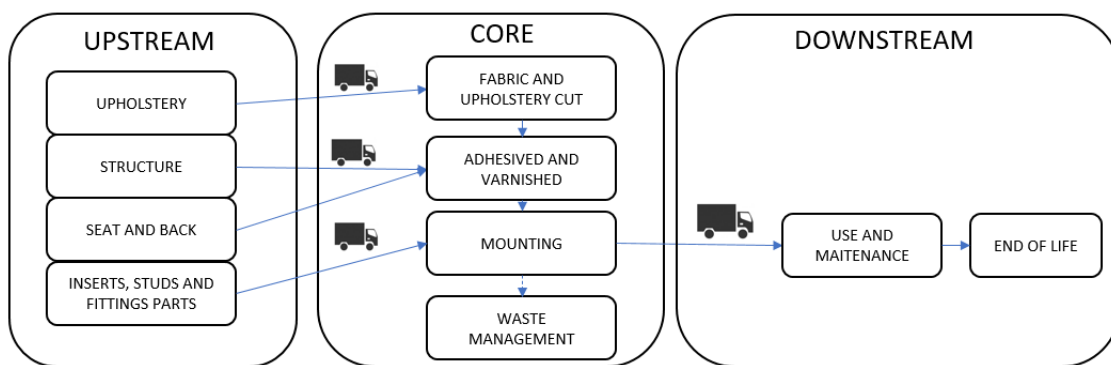 UPSTREAM
UPHOLSTERY
STRUCTURE
SEAT AND BACK
INSERTS, STUDS AND
FITTINGS PARTS
CORE
FABRIC AND
UPHOLSTERY CUT
ADHESIVED AND
VARNISHED
MOUNTING
WASTE
MANAGEMENT
DOWNSTREAM
USE AND
MAITENANCE
END OF LIFE